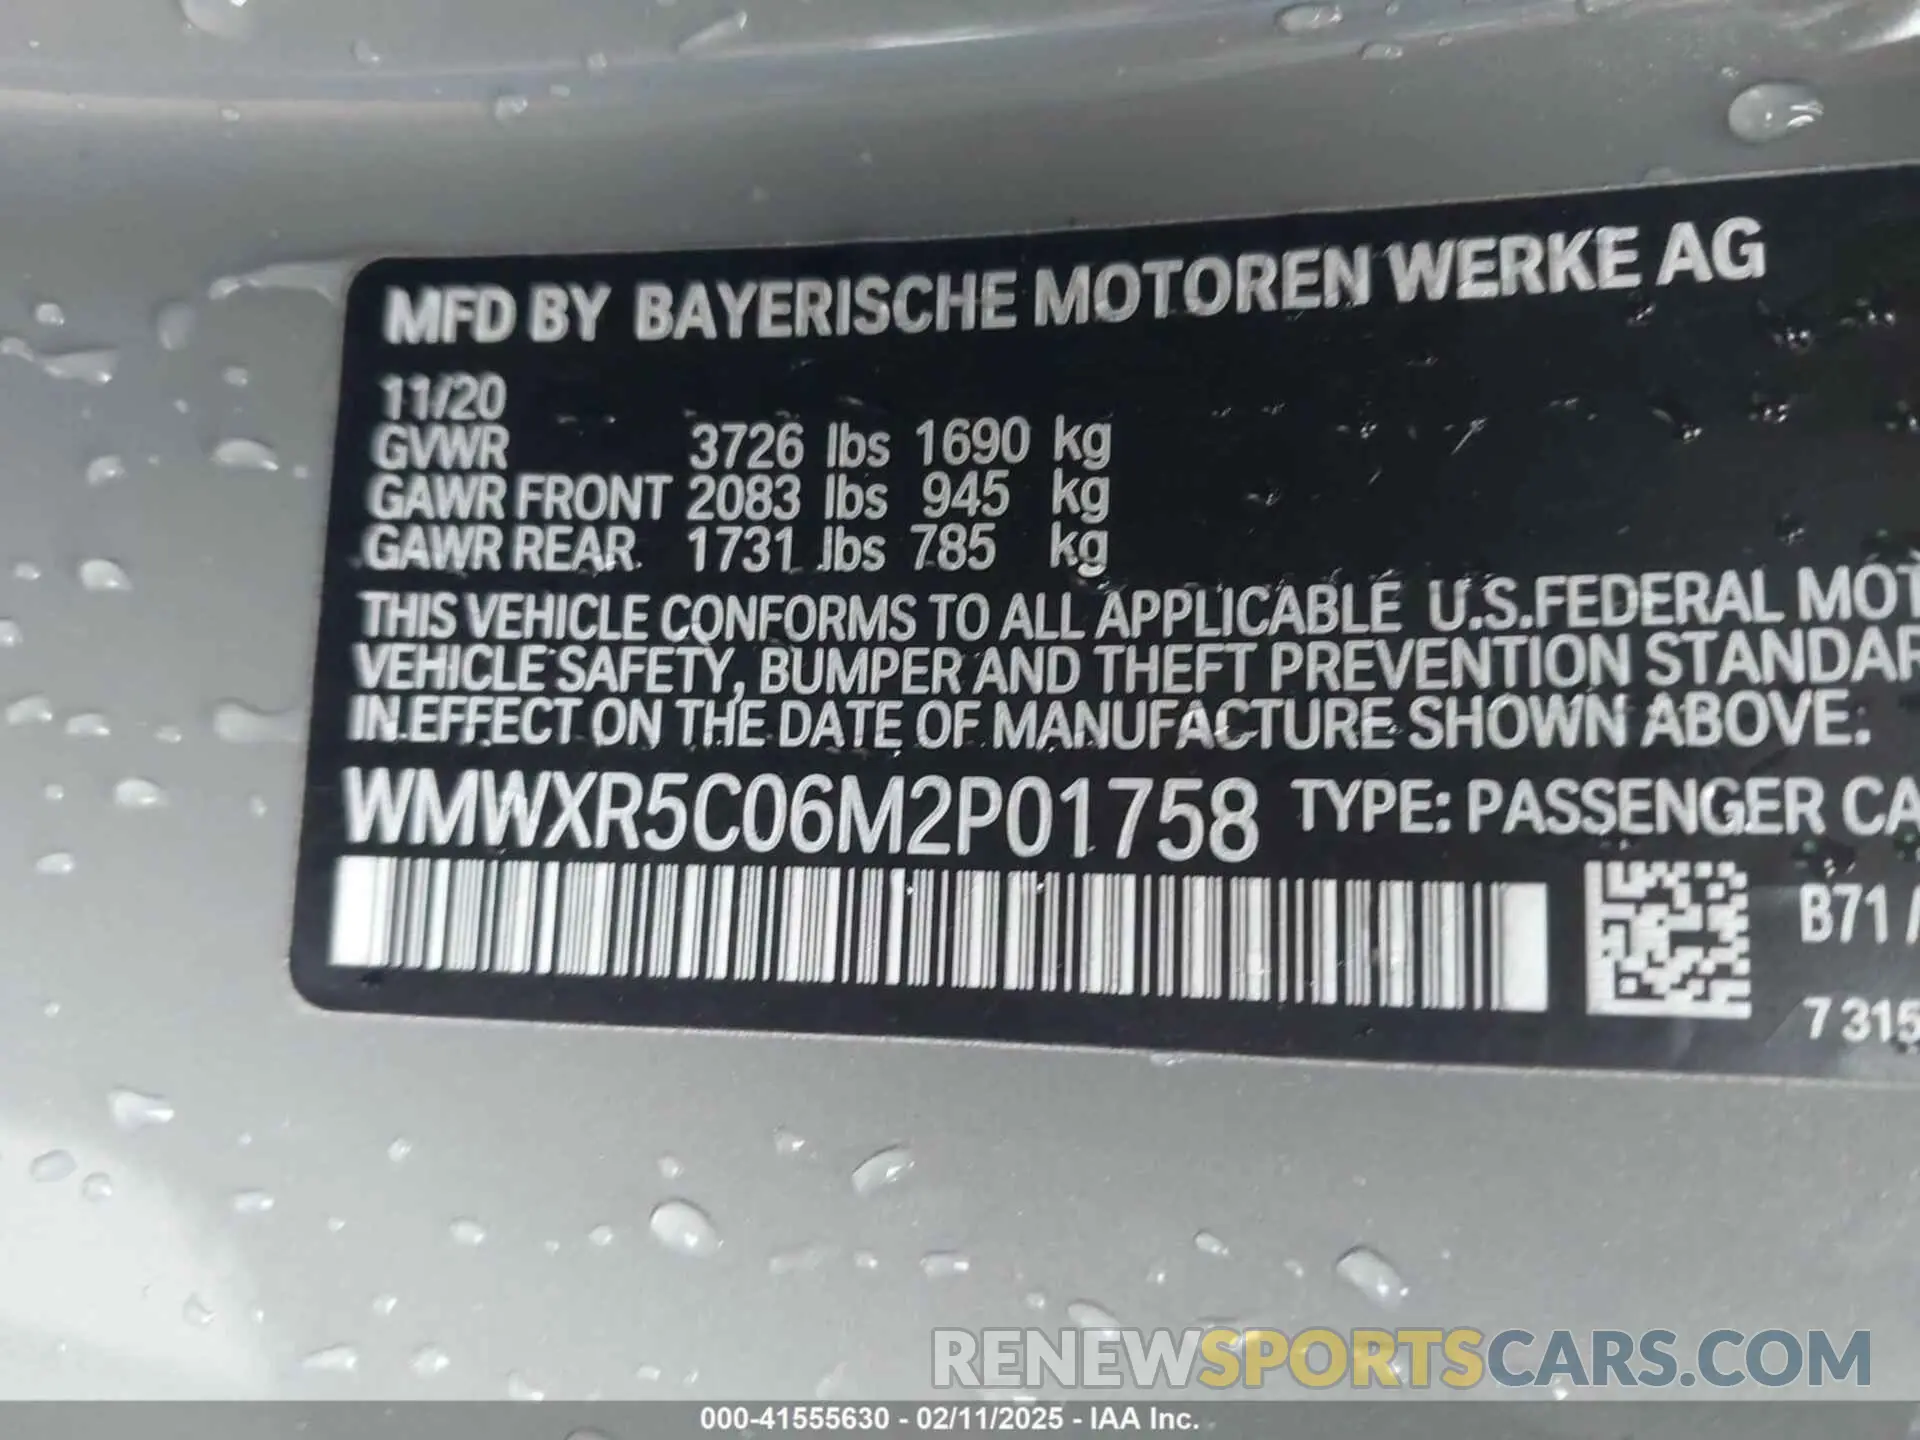 MFD BY BAYERISCHE MOTOREN WERKE AG
11/20
GVWR 3726 lbs 1690 kg
GAWR FRONT 2083 lbs 945 kg
GAWR REAR 1731 lbs 785 kg
THIS VEHICLE CONFORMS TO ALL APPLICABLE U.S.FEDERAL MOT
VEHICLE SAFETY, BUMPER AND THEFT PREVENTION STANDAR
IN EFFECT ON THE DATE OF MANUFACTURE SHOWN ABOVE:
WMWXR5C06M2P01758 TYPE: PASSENGER CA
B71 /
7 315
RENEWSPORTSCARS.COM
000-41555630 - 02/11/2025 - IAA Inc.